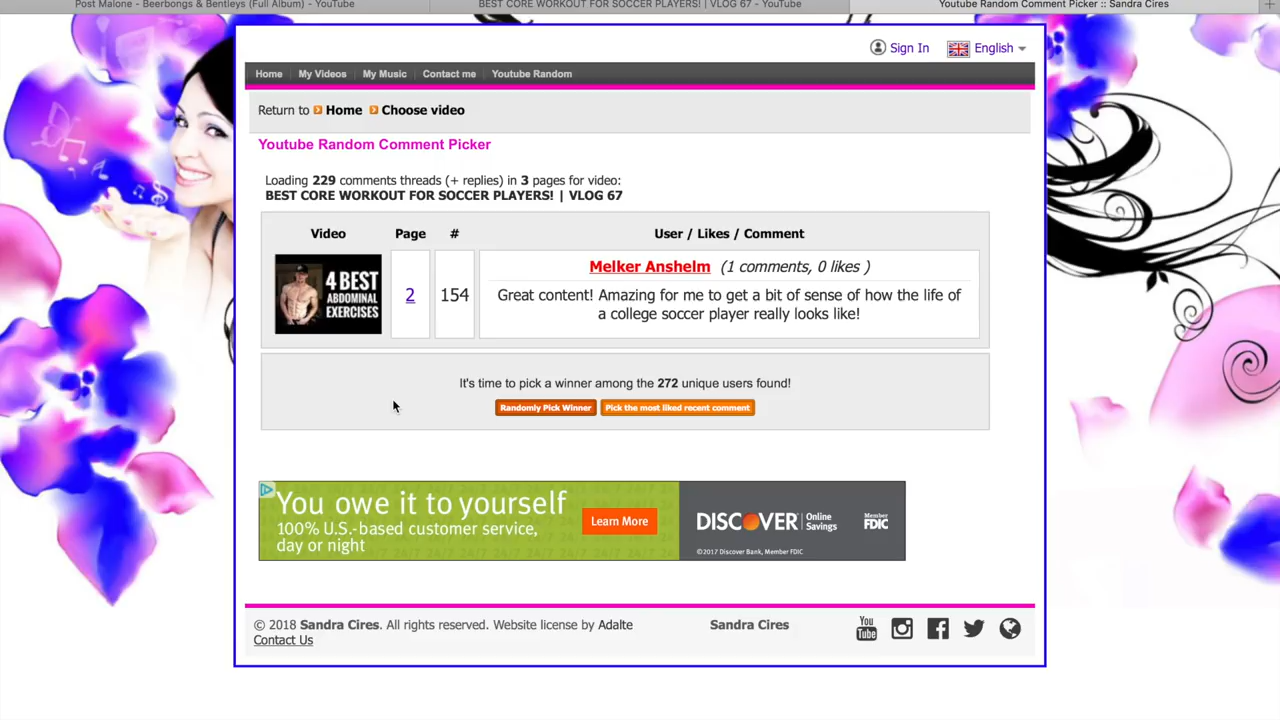 Post Malone - Beerbongs & Bentleys (Full Album) - YouTube
BEST CORE WORKOUT FOR SOCCER PLAYERS! | VLOG 67 - YouTube
Youtube Random Comment Picker :: Sandra Cires
Sign In
English
Home
My Videos
My Music
Contact me
Youtube Random
Return to Home Choose video
Youtube Random Comment Picker
Loading 229 comments threads (+ replies) in 3 pages for video:
BEST CORE WORKOUT FOR SOCCER PLAYERS! | VLOG 67
Video Page # User / Likes / Comment
4 BEST
ABDOMINAL
EXERCISES
2
154
Melker Anshelm (1 comments, 0 likes )
Great content! Amazing for me to get a bit of sense of how the life of
a college soccer player really looks like!
It's time to pick a winner among the 272 unique users found!
Randomly Pick Winner
Pick the most liked recent comment
You owe it to yourself
100% U.S.-based customer service,
day or night
Learn More
DISCOVER
Online
Savings
Member
FDIC
©2017 Discover Bank, Member FDIC
© 2018 Sandra Cires. All rights reserved. Website license by Adalte
Contact Us
Sandra Cires
You
Tube